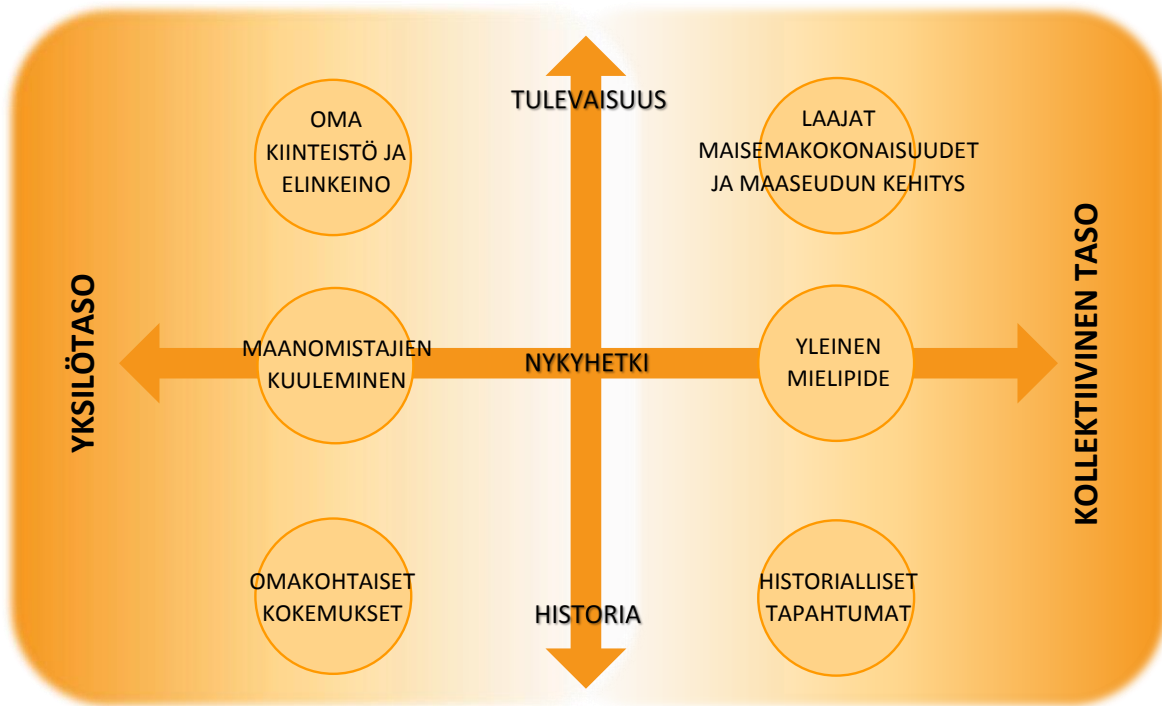 TULEVAISUUS
OMA
KIINTEISTÖ JA
ELINKEINO
LAAJAT
MAISEMAKOKONAISUUDET
JA MAASEUDUN KEHITYS
YKSILÖTASO
MAANOMISTAJIEN
KUULEMINEN
NYKYHETKI
YLEINEN
MIELIPIDE
KOLLEKTIIVINEN TASO
OMAKOHTAISET
KOKEMUKSET
HISTORIA
HISTORIALLISET
TAPAHTUMAT